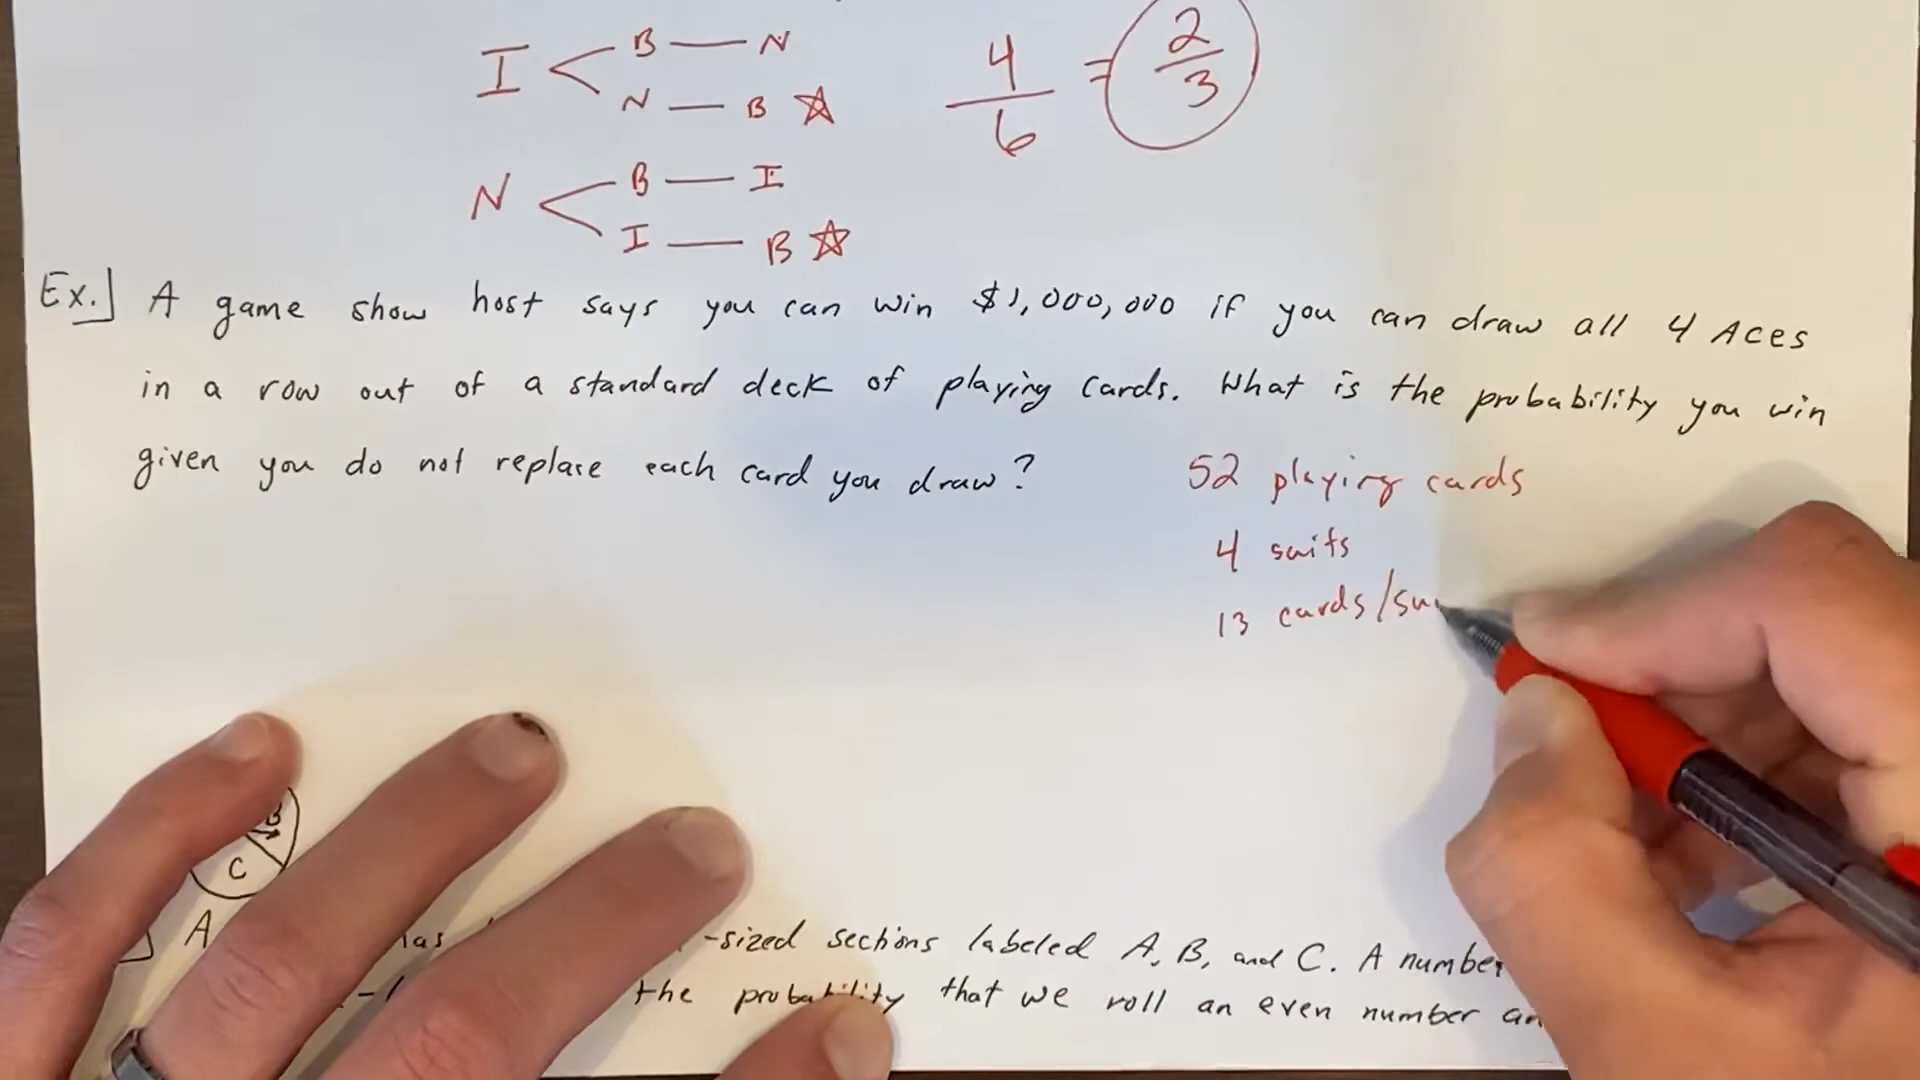 I < B — N
N — B ☆
4/6 = 2/3
N < B — I
I — B ☆
Ex.] A game show host says you can win $1,000,000 if you can draw all 4 Aces
in a row out of a standard deck of playing cards. What is the probability you win
given you do not replace each card you draw?
52 playing cards
4 suits
13 cards/su
B
C
A
-sized sections labeled A, B, and C. A number
the probability that we roll an even number